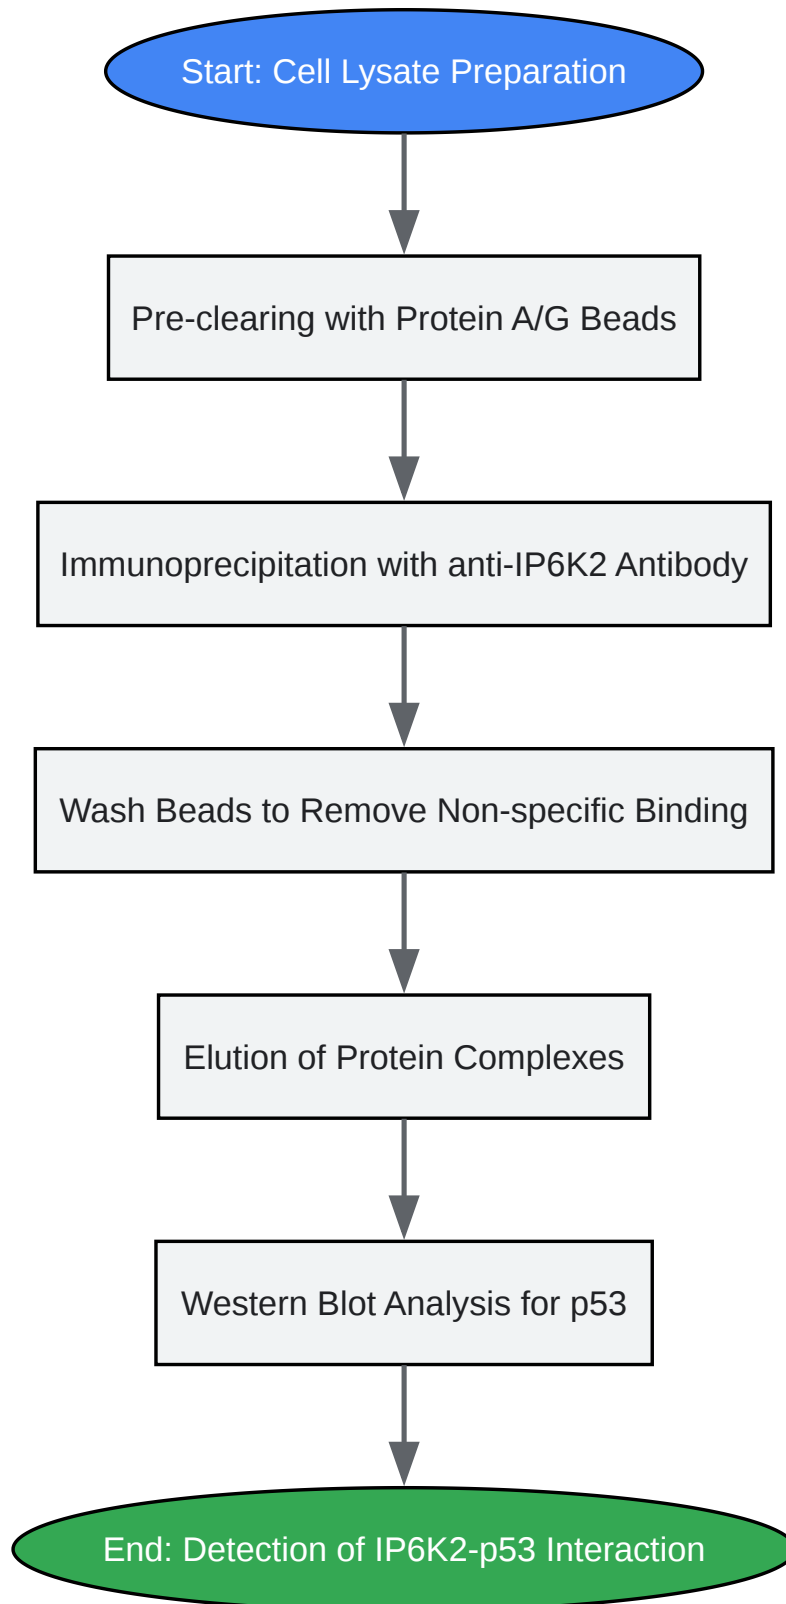 Start: Cell Lysate Preparation
Pre-clearing with Protein A/G Beads
Immunoprecipitation with anti-IP6K2 Antibody
Wash Beads to Remove Non-specific Binding
Elution of Protein Complexes
Western Blot Analysis for p53
End: Detection of IP6K2-p53 Interaction